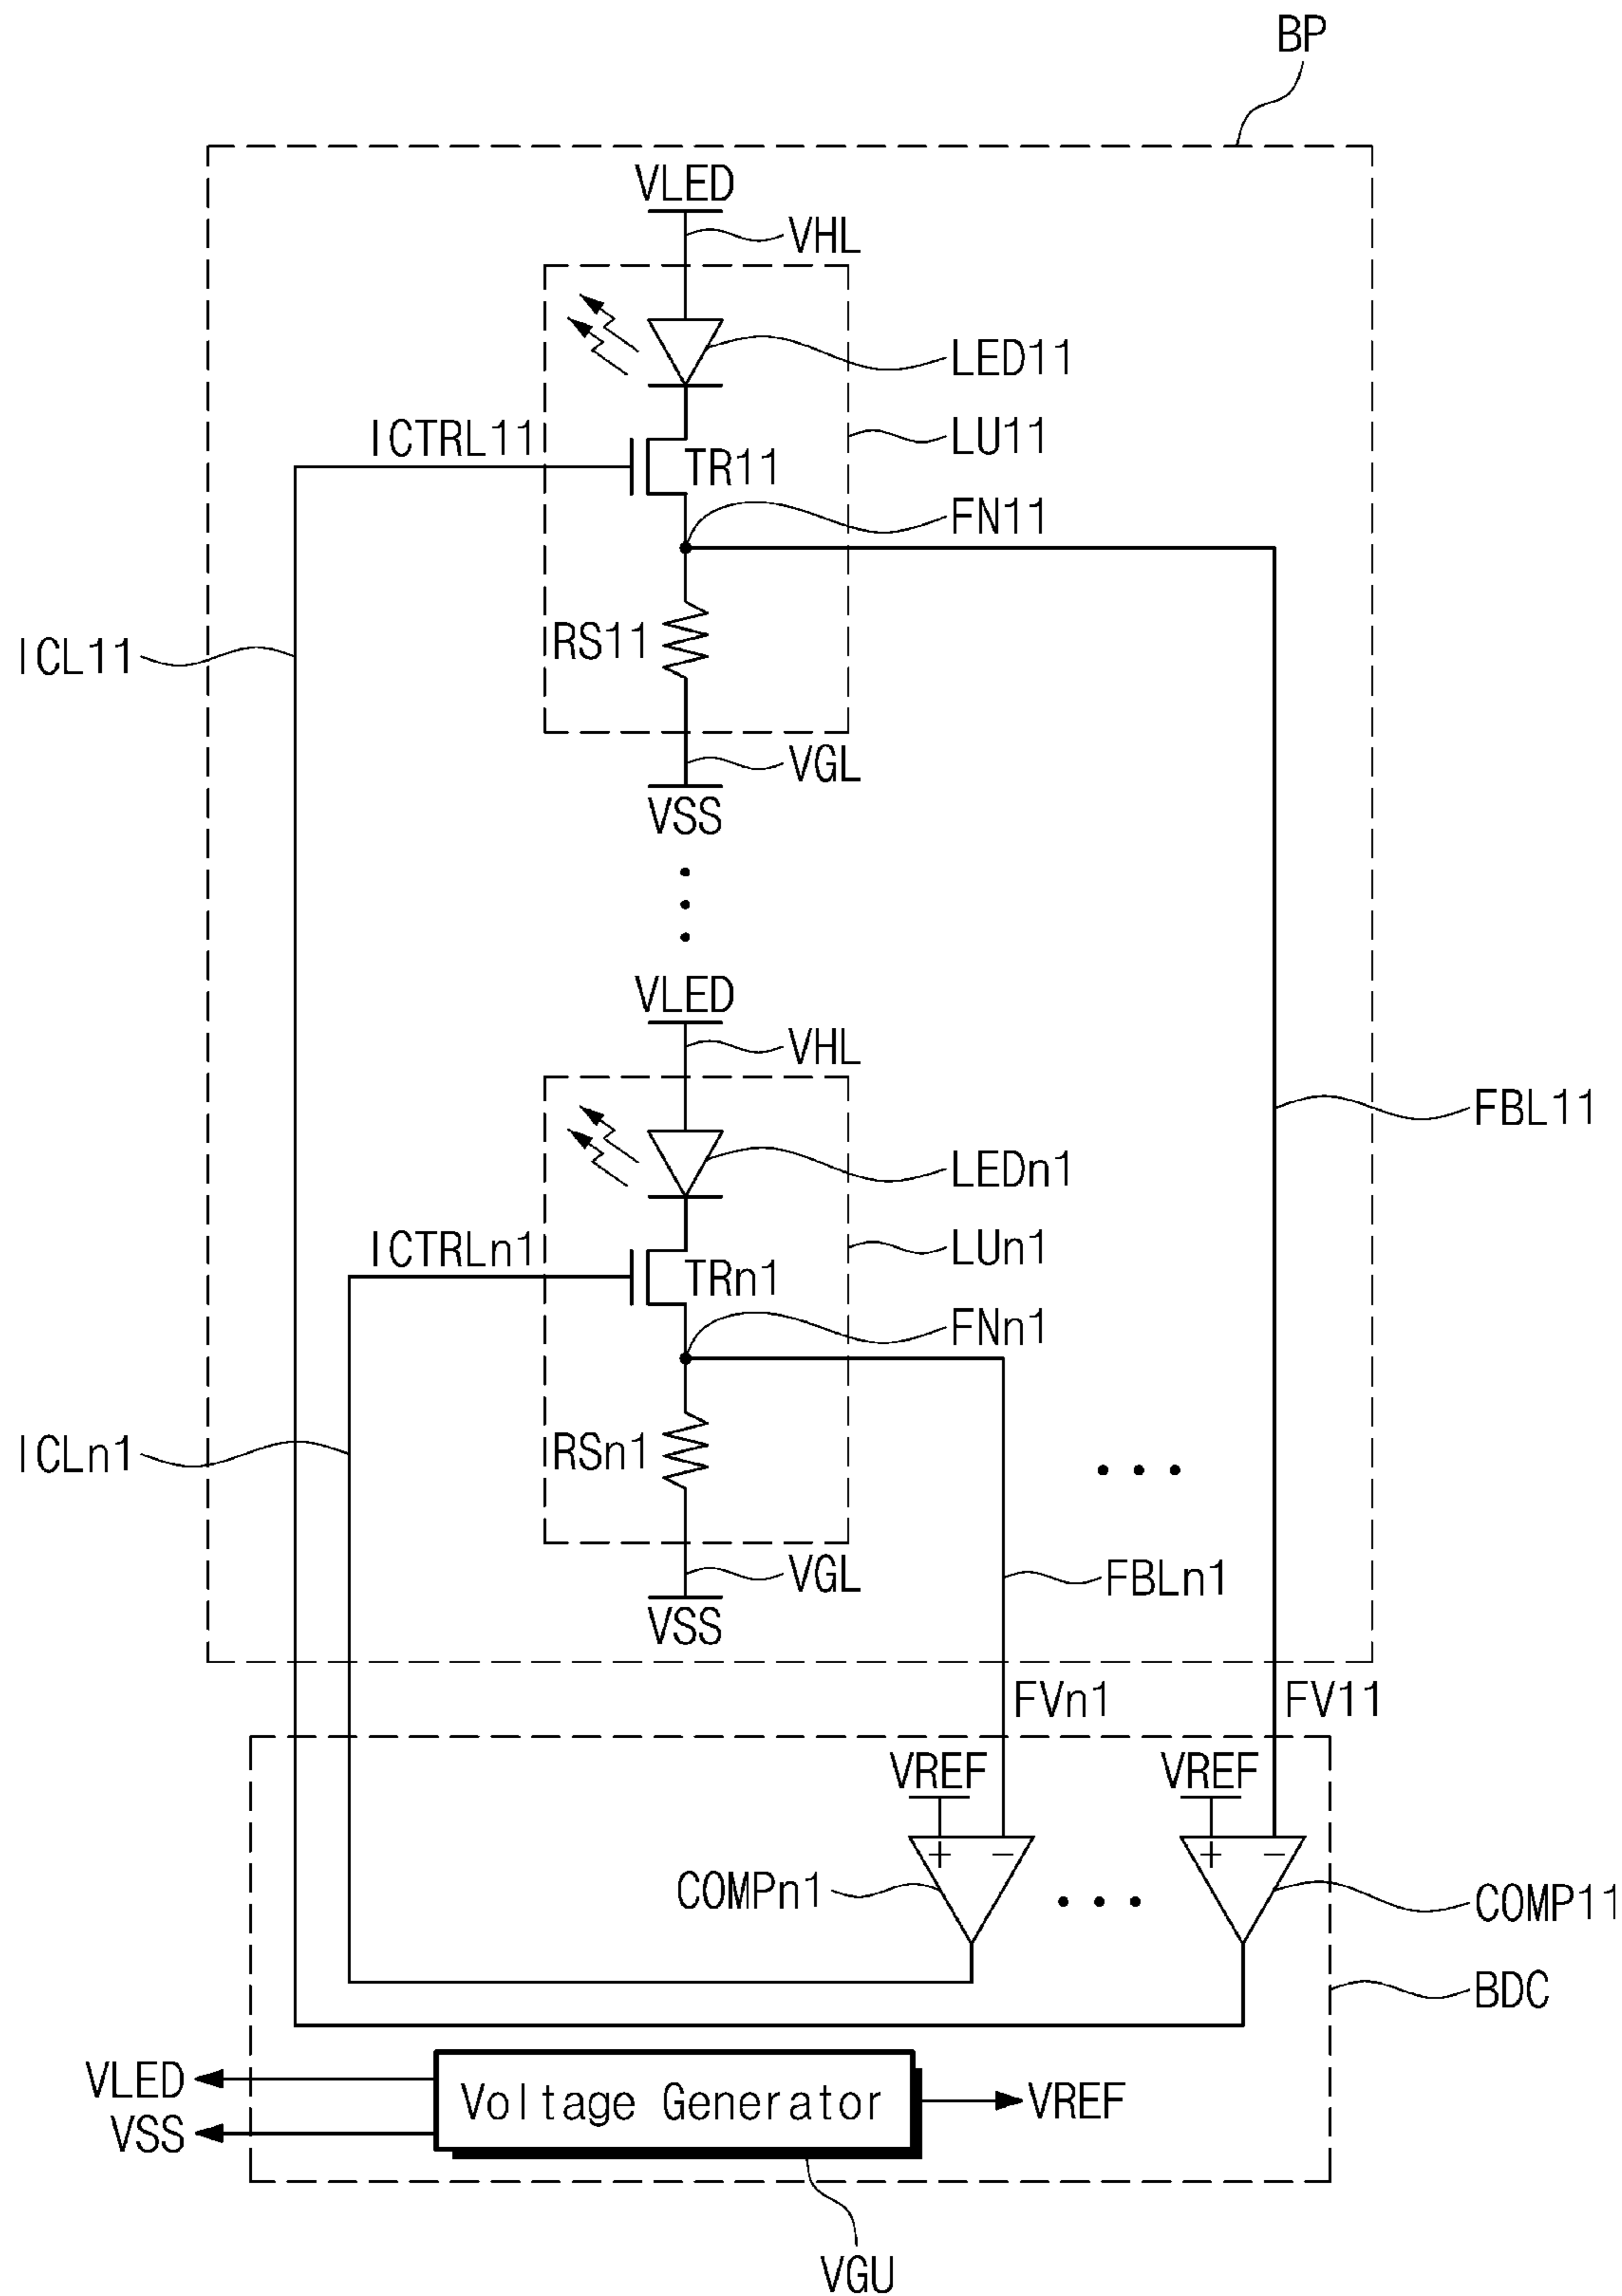 BP
VLED
VHL
LED11
ICTRL11
LU11
TR11
FN11
RS11
ICL11
VGL
VSS
VLED
VHL
FBL11
LEDn1
ICTRLn1
LUn1
TRn1
FNn1
RSn1
ICLn1
VGL
FBLn1
VSS
FVn1
FV11
VREF
VREF
+
−
+
−
COMPn1
COMP11
BDC
VLED
Voltage Generator
VREF
VSS
VGU